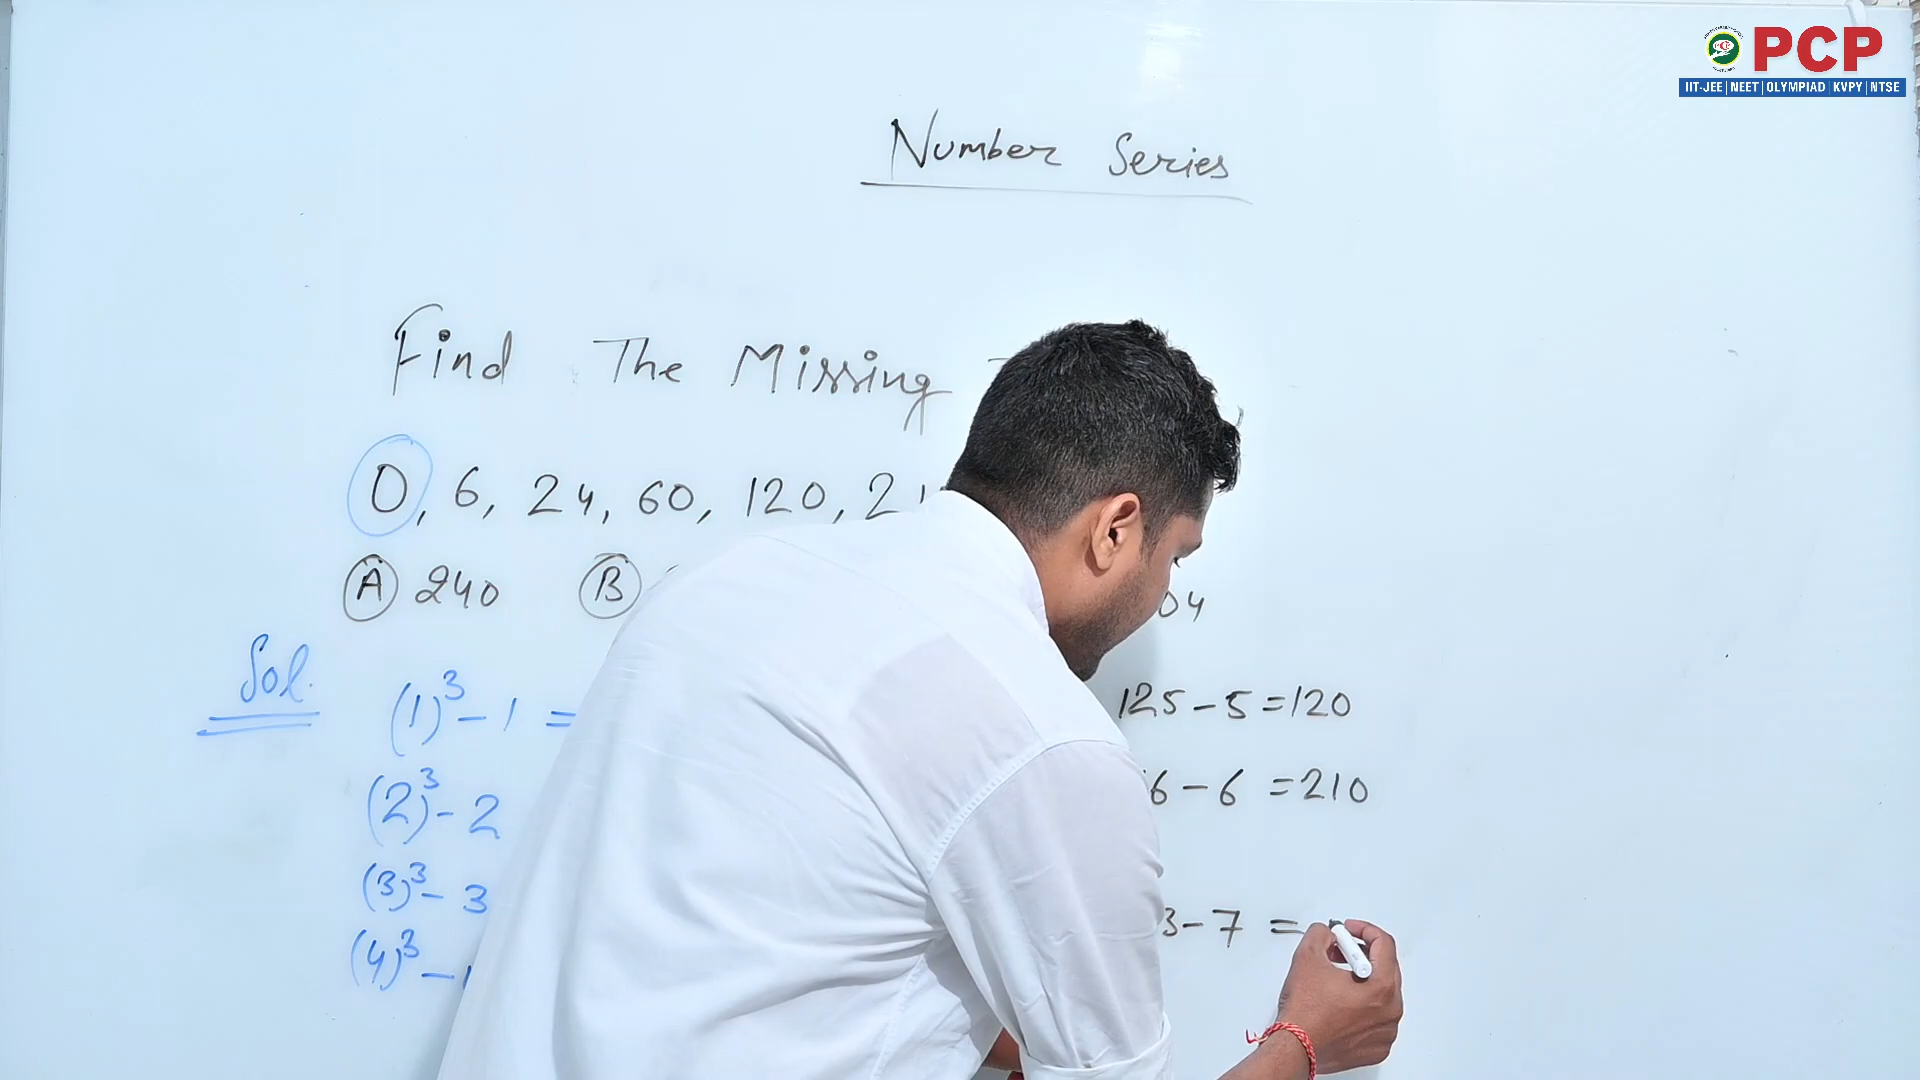 PCP
IIT-JEE | NEET | OLYMPIAD | KVPY | NTSE
Number Series
Find The Missing
0, 6, 24, 60, 120, 21
A 240 B 04
Sol.
(1)³ - 1 = 125 - 5 = 120
(2)³ - 2 6 - 6 = 210
(3)³ - 3 3 - 7 =
(4)³ -